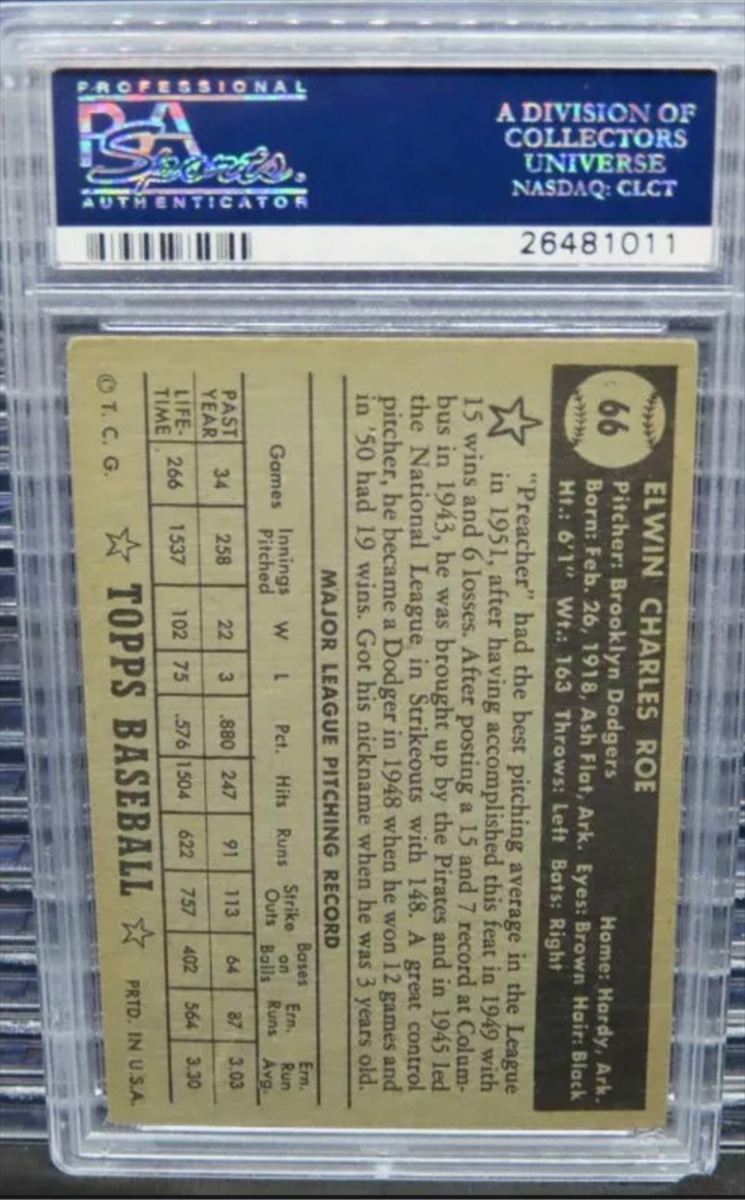 PROFESSIONAL
PSA
Sports.
AUTHENTICATOR
A DIVISION OF
COLLECTORS
UNIVERSE
NASDAQ: CLCT
26481011
66
ELWIN CHARLES ROE
Pitcher: Brooklyn Dodgers Home: Hardy, Ark.
Born: Feb. 26, 1918, Ash Flat, Ark. Eyes: Brown Hair: Black
Ht.: 6'1" Wt.: 163 Throws: Left Bats: Right
"Preacher" had the best pitching average in the League
in 1951, after having accomplished this feat in 1949 with
15 wins and 6 losses. After posting a 15 and 7 record at Colum-
bus in 1943, he was brought up by the Pirates and in 1945 led
the National League in Strikeouts with 148. A great control
pitcher, he became a Dodger in 1948 when he won 12 games and
in '50 had 19 wins. Got his nickname when he was 3 years old.
MAJOR LEAGUE PITCHING RECORD
Games Innings Pitched W L Pct. Hits Runs Strike Outs Bases on Balls Ern. Runs Ern. Run Avg.
PAST YEAR 34 258 22 3 .880 247 91 113 64 87 3.03
LIFE-TIME 266 1537 102 75 .576 1504 622 757 402 564 3.30
© T. C. G. ☆ TOPPS BASEBALL ☆ PRTD. IN U.S.A.